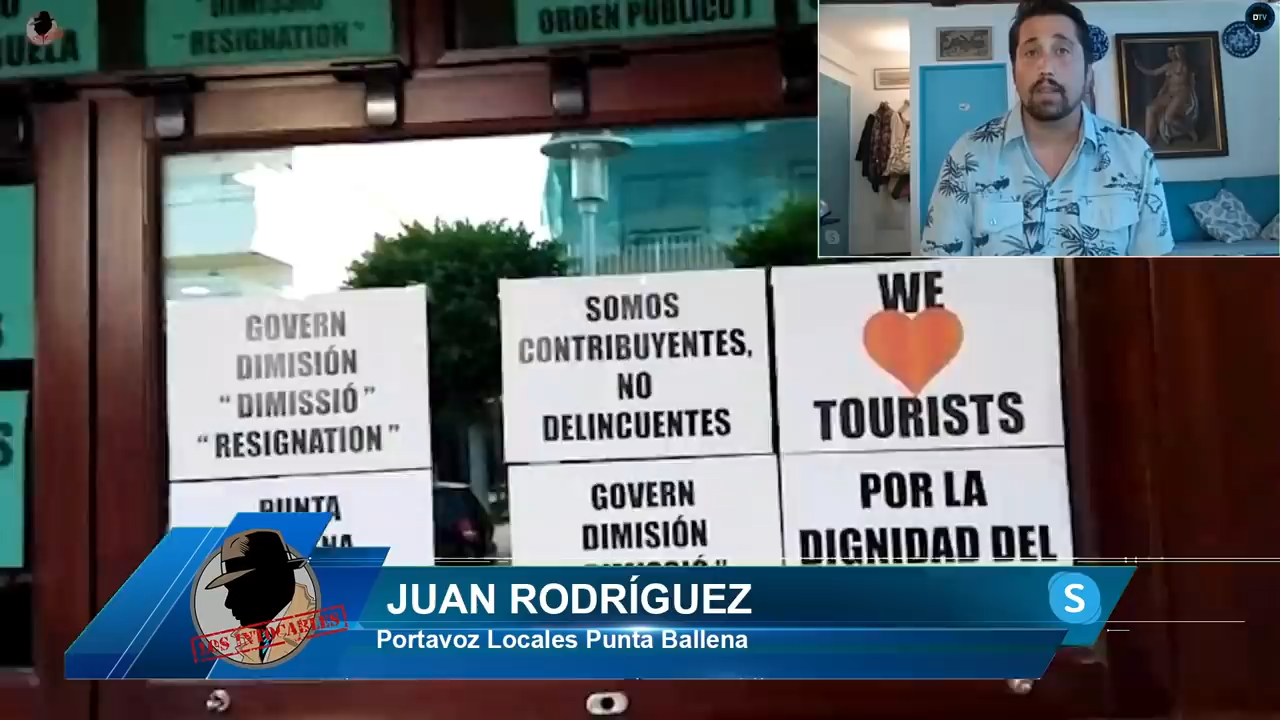 "DIMISSIÓ"
"RESIGNATION"
ORDEN PÚBLICO
DTV
GOVERN
DIMISIÓN
"DIMISSIÓ"
"RESIGNATION"
SOMOS
CONTRIBUYENTES,
NO
DELINCUENTES
WE
TOURISTS
PUNTA
GOVERN
DIMISIÓN
POR LA
DIGNIDAD DEL
LOS INTOCABLES
JUAN RODRÍGUEZ
Portavoz Locales Punta Ballena
S